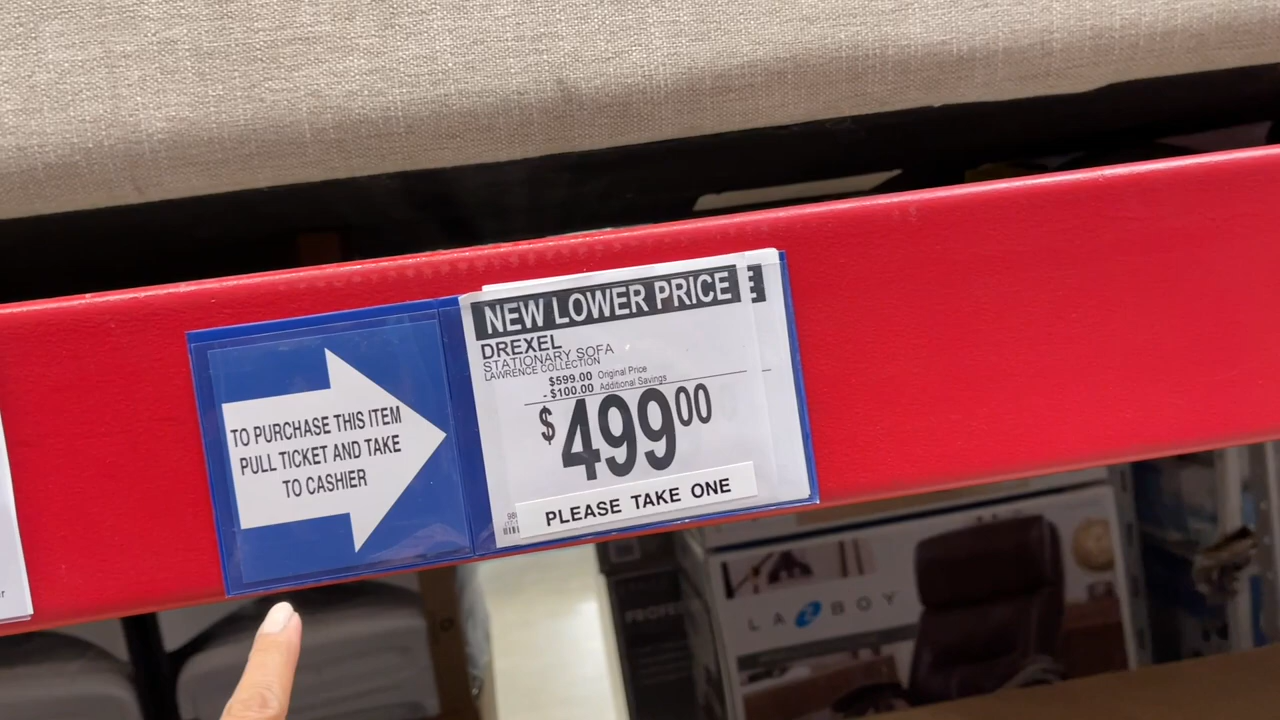 TO PURCHASE THIS ITEM
PULL TICKET AND TAKE
TO CASHIER
NEW LOWER PRICE
E
DREXEL
STATIONARY SOFA
LAWRENCE COLLECTION
$599.00 Original Price
- $100.00 Additional Savings
$49900
PLEASE TAKE ONE
LA Z BOY